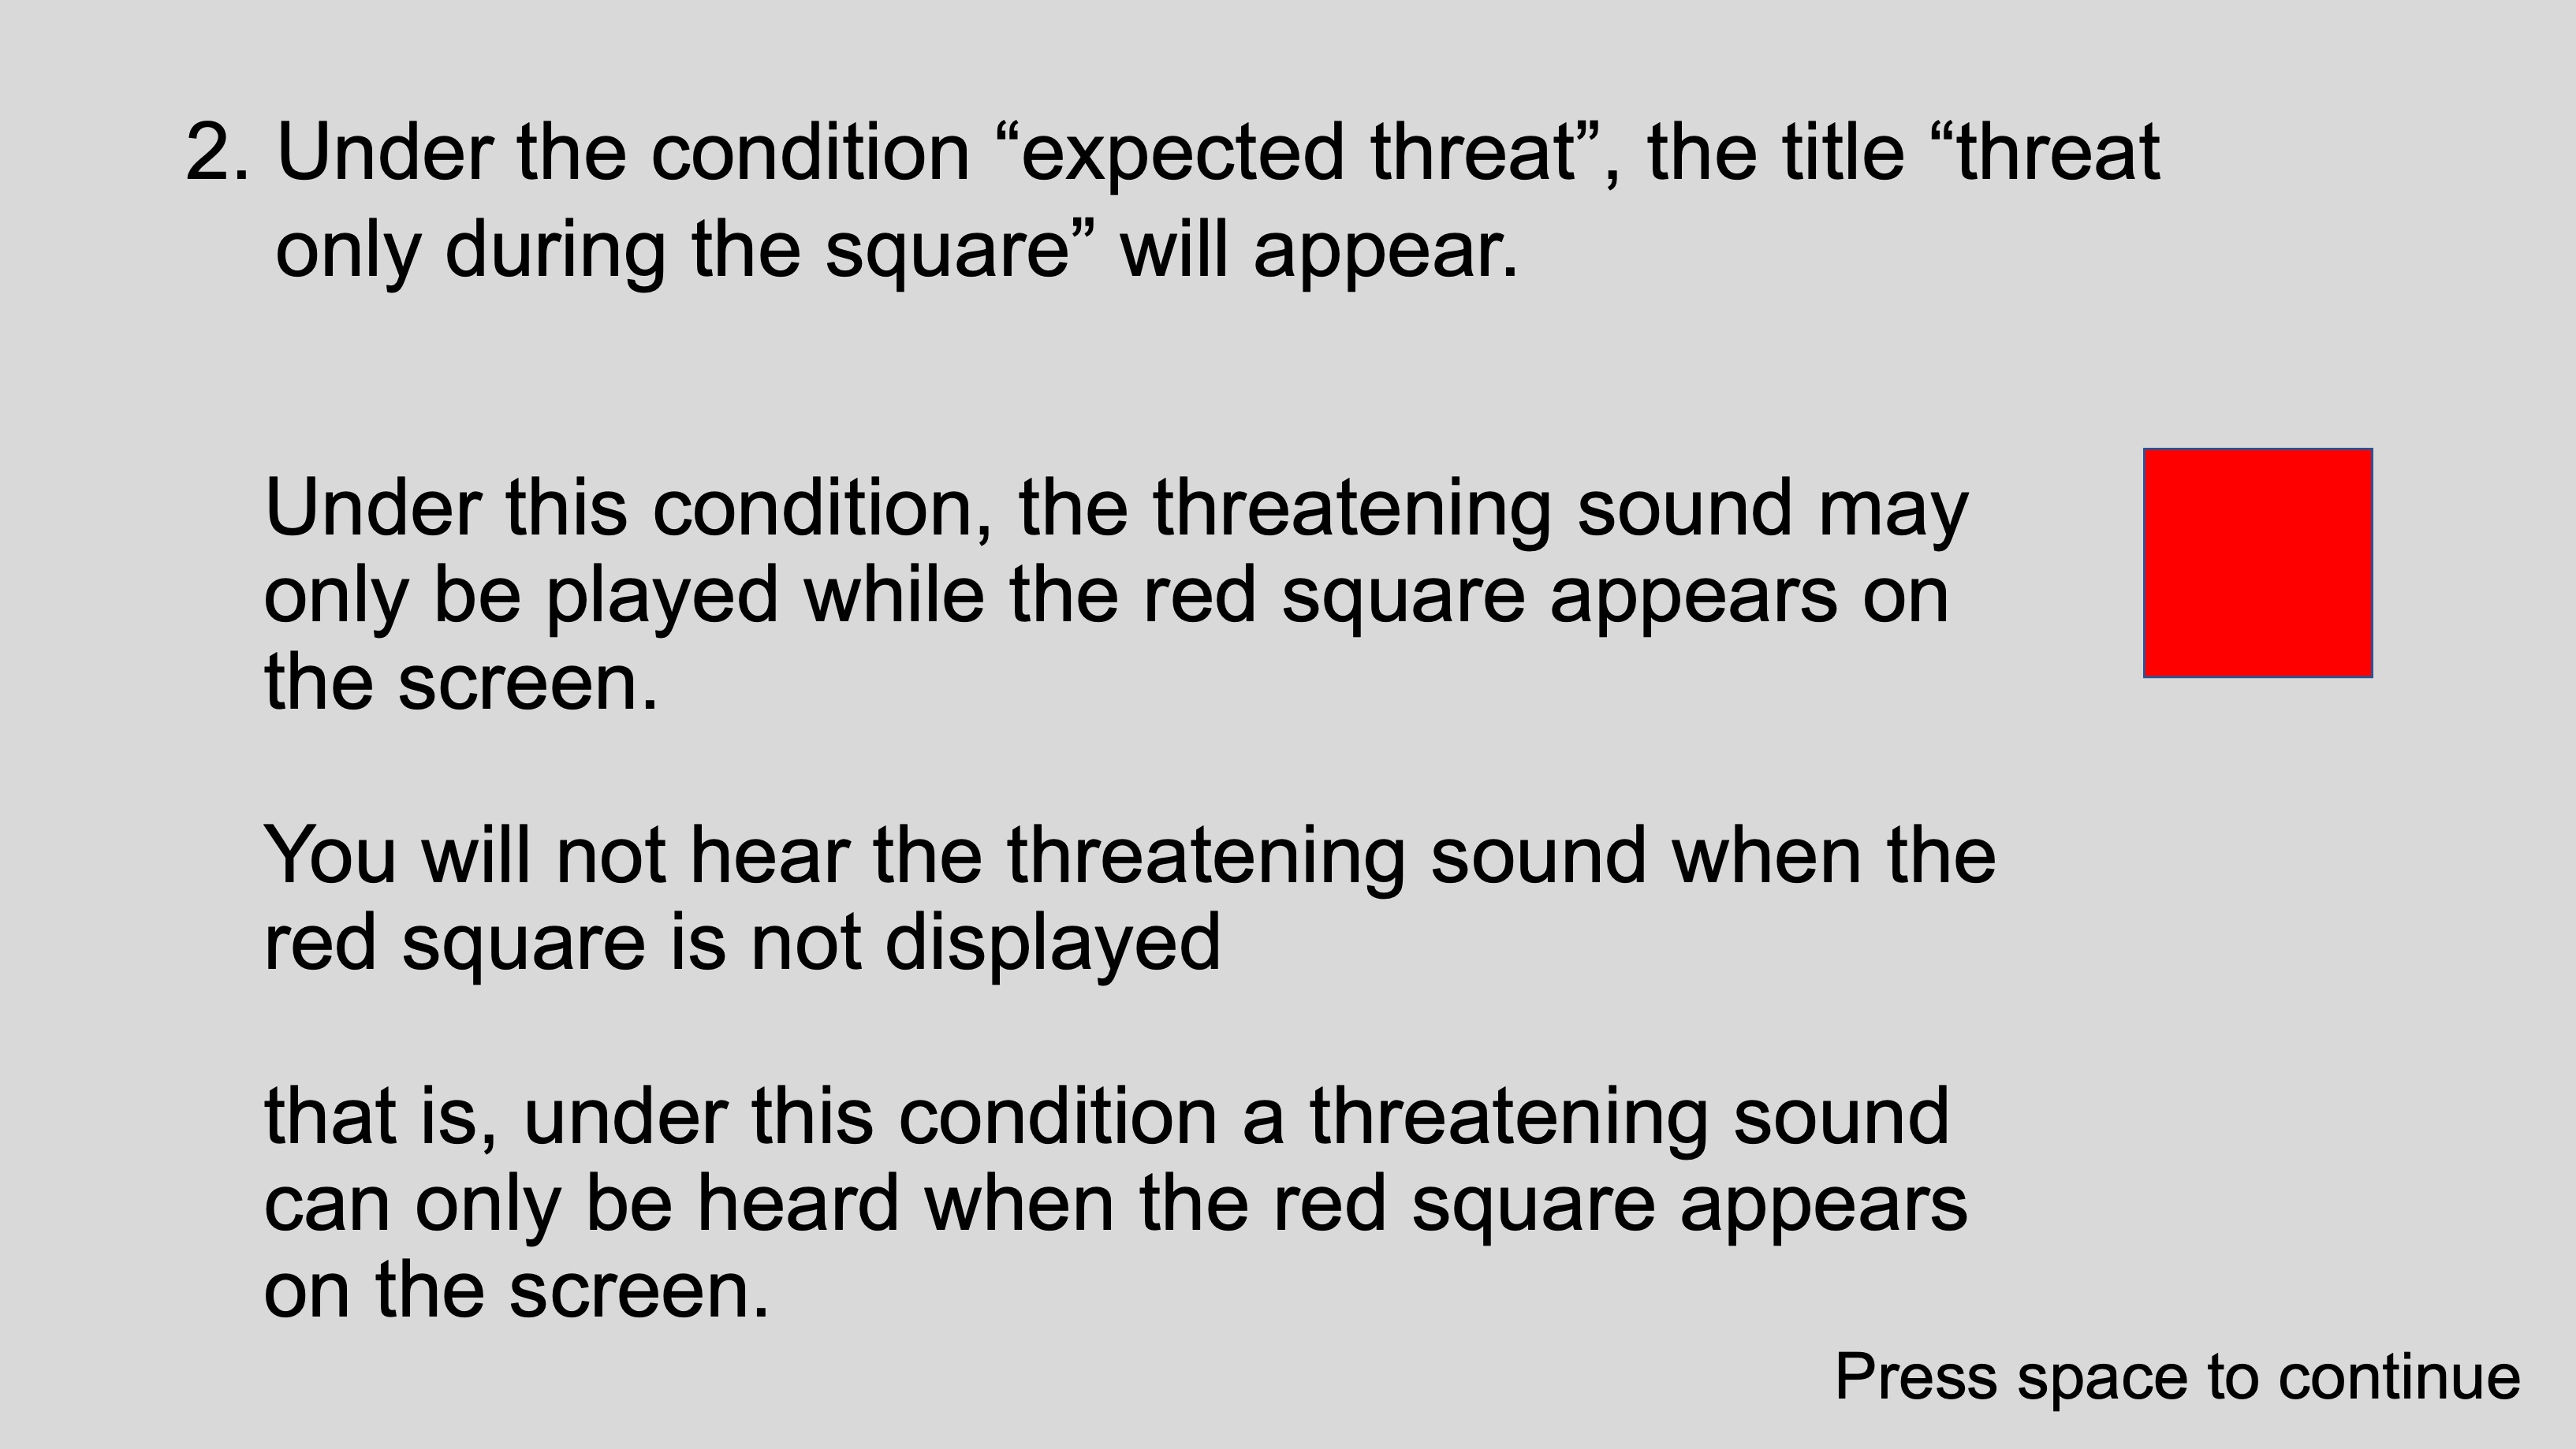 2. Under the condition “expected threat”, the title “threat
only during the square” will appear.
Under this condition, the threatening sound may
only be played while the red square appears on
the screen.
You will not hear the threatening sound when the
red square is not displayed
that is, under this condition a threatening sound
can only be heard when the red square appears
on the screen.
Press space to continue